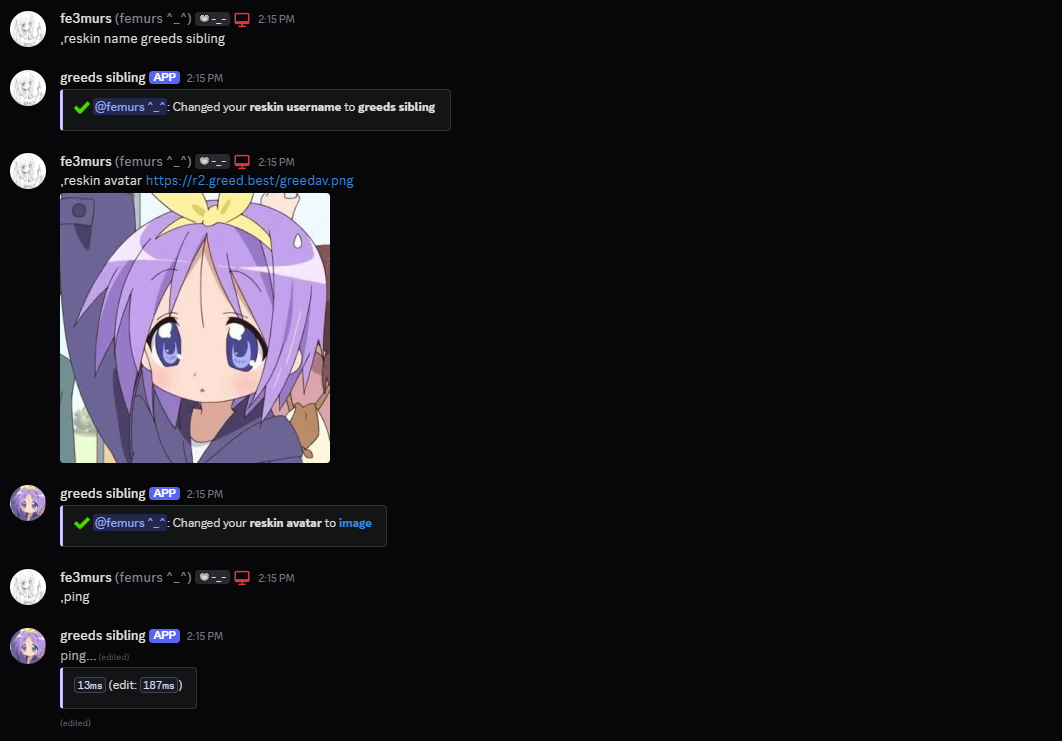 fe3murs (femurs ^_^) -_- 2:15 PM
,reskin name greeds sibling
greeds sibling APP 2:15 PM
@femurs ^_^: Changed your reskin username to greeds sibling
fe3murs (femurs ^_^) -_- 2:15 PM
,reskin avatar https://r2.greed.best/greedav.png
greeds sibling APP 2:15 PM
@femurs ^_^: Changed your reskin avatar to image
fe3murs (femurs ^_^) -_- 2:15 PM
,ping
greeds sibling APP 2:15 PM
ping... (edited)
13ms (edit: 187ms)
(edited)